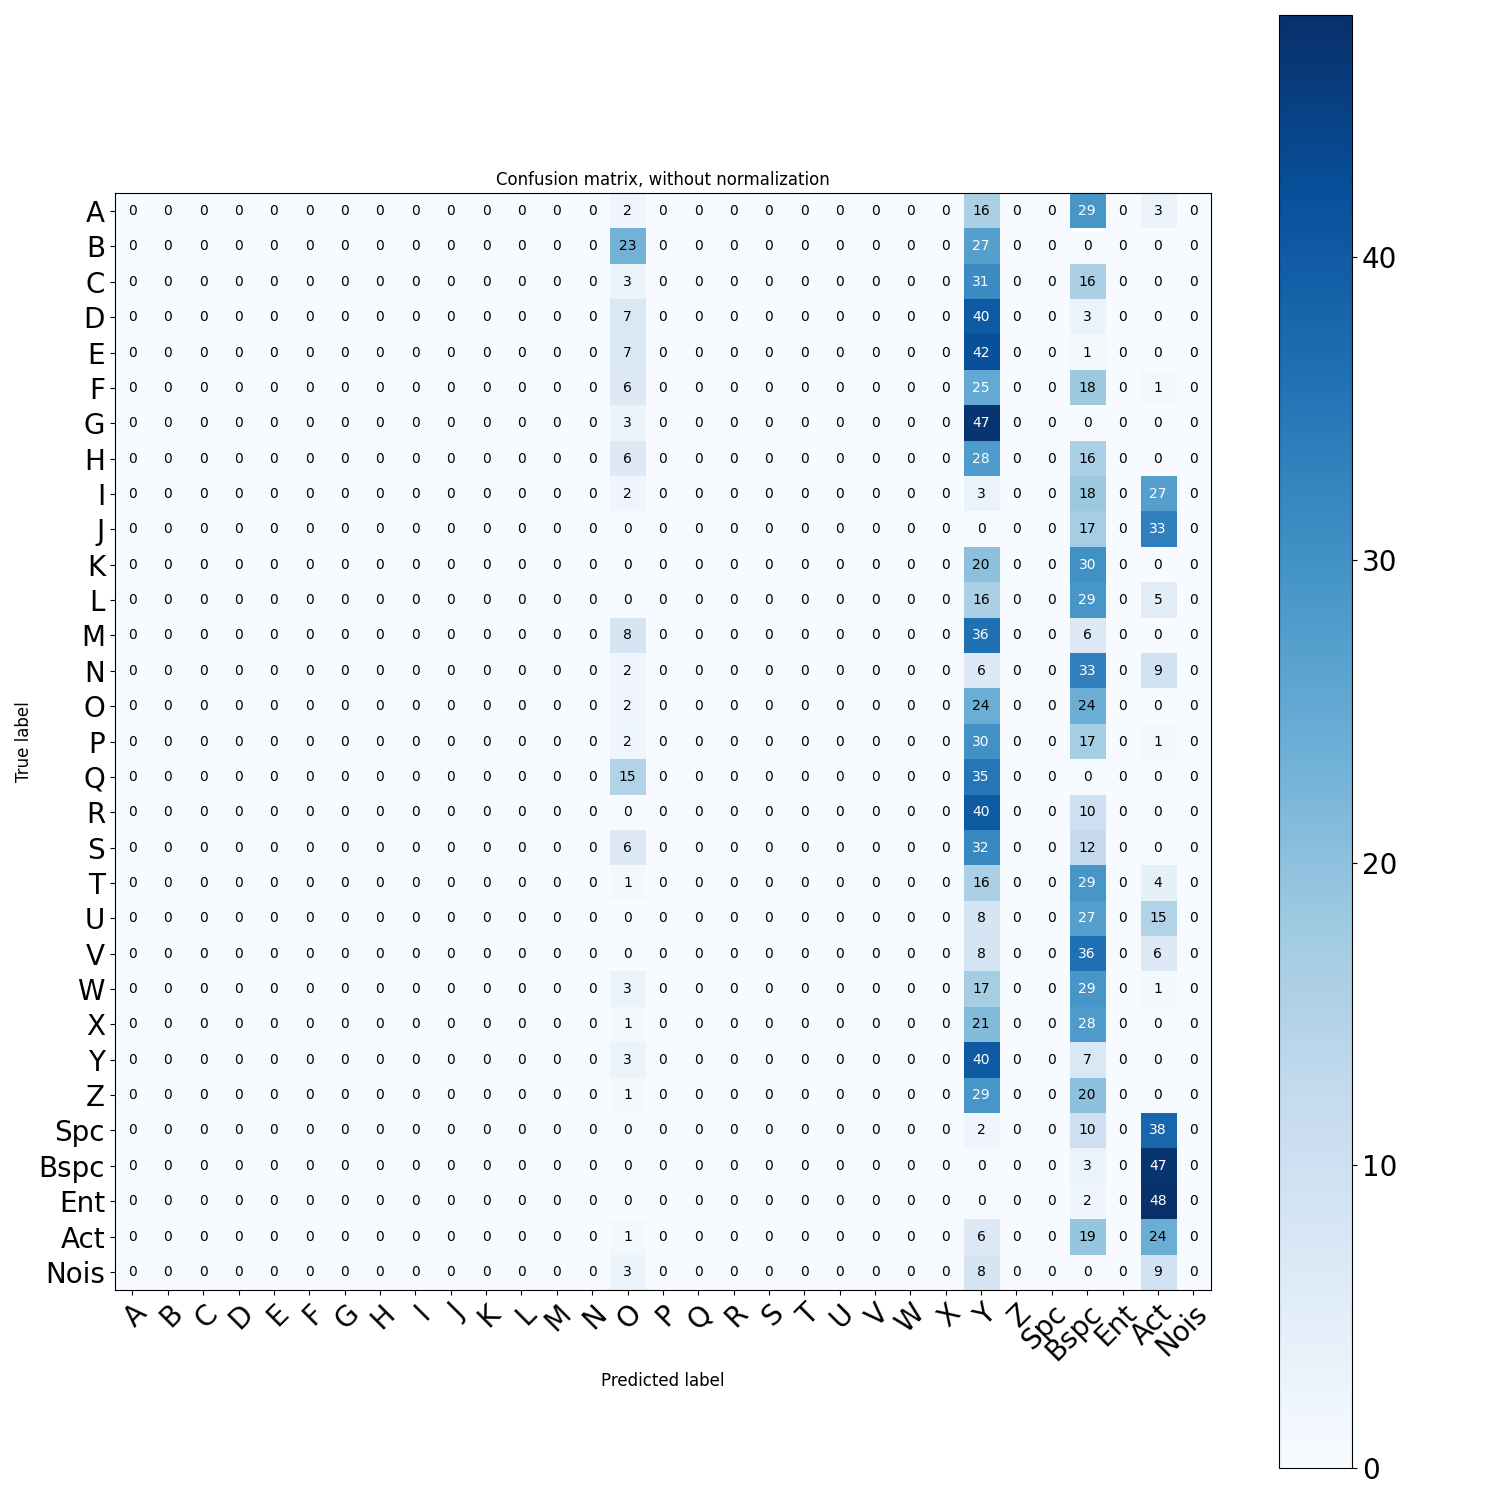 Confusion matrix, without normalization
A 0 0 0 0 0 0 0 0 0 0 0 0 0 0 2 0 0 0 0 0 0 0 0 0 16 0 0 29 0 3 0
B 0 0 0 0 0 0 0 0 0 0 0 0 0 0 23 0 0 0 0 0 0 0 0 0 27 0 0 0 0 0 0
C 0 0 0 0 0 0 0 0 0 0 0 0 0 0 3 0 0 0 0 0 0 0 0 0 31 0 0 16 0 0 0
D 0 0 0 0 0 0 0 0 0 0 0 0 0 0 7 0 0 0 0 0 0 0 0 0 40 0 0 3 0 0 0
E 0 0 0 0 0 0 0 0 0 0 0 0 0 0 7 0 0 0 0 0 0 0 0 0 42 0 0 1 0 0 0
F 0 0 0 0 0 0 0 0 0 0 0 0 0 0 6 0 0 0 0 0 0 0 0 0 25 0 0 18 0 1 0
G 0 0 0 0 0 0 0 0 0 0 0 0 0 0 3 0 0 0 0 0 0 0 0 0 47 0 0 0 0 0 0
H 0 0 0 0 0 0 0 0 0 0 0 0 0 0 6 0 0 0 0 0 0 0 0 0 28 0 0 16 0 0 0
I 0 0 0 0 0 0 0 0 0 0 0 0 0 0 2 0 0 0 0 0 0 0 0 0 3 0 0 18 0 27 0
J 0 0 0 0 0 0 0 0 0 0 0 0 0 0 0 0 0 0 0 0 0 0 0 0 0 0 0 17 0 33 0
K 0 0 0 0 0 0 0 0 0 0 0 0 0 0 0 0 0 0 0 0 0 0 0 0 20 0 0 30 0 0 0
L 0 0 0 0 0 0 0 0 0 0 0 0 0 0 0 0 0 0 0 0 0 0 0 0 16 0 0 29 0 5 0
M 0 0 0 0 0 0 0 0 0 0 0 0 0 0 8 0 0 0 0 0 0 0 0 0 36 0 0 6 0 0 0
N 0 0 0 0 0 0 0 0 0 0 0 0 0 0 2 0 0 0 0 0 0 0 0 0 6 0 0 33 0 9 0
O 0 0 0 0 0 0 0 0 0 0 0 0 0 0 2 0 0 0 0 0 0 0 0 0 24 0 0 24 0 0 0
P 0 0 0 0 0 0 0 0 0 0 0 0 0 0 2 0 0 0 0 0 0 0 0 0 30 0 0 17 0 1 0
Q 0 0 0 0 0 0 0 0 0 0 0 0 0 0 15 0 0 0 0 0 0 0 0 0 35 0 0 0 0 0 0
R 0 0 0 0 0 0 0 0 0 0 0 0 0 0 0 0 0 0 0 0 0 0 0 0 40 0 0 10 0 0 0
S 0 0 0 0 0 0 0 0 0 0 0 0 0 0 6 0 0 0 0 0 0 0 0 0 32 0 0 12 0 0 0
T 0 0 0 0 0 0 0 0 0 0 0 0 0 0 1 0 0 0 0 0 0 0 0 0 16 0 0 29 0 4 0
U 0 0 0 0 0 0 0 0 0 0 0 0 0 0 0 0 0 0 0 0 0 0 0 0 8 0 0 27 0 15 0
V 0 0 0 0 0 0 0 0 0 0 0 0 0 0 0 0 0 0 0 0 0 0 0 0 8 0 0 36 0 6 0
W 0 0 0 0 0 0 0 0 0 0 0 0 0 0 3 0 0 0 0 0 0 0 0 0 17 0 0 29 0 1 0
X 0 0 0 0 0 0 0 0 0 0 0 0 0 0 1 0 0 0 0 0 0 0 0 0 21 0 0 28 0 0 0
Y 0 0 0 0 0 0 0 0 0 0 0 0 0 0 3 0 0 0 0 0 0 0 0 0 40 0 0 7 0 0 0
Z 0 0 0 0 0 0 0 0 0 0 0 0 0 0 1 0 0 0 0 0 0 0 0 0 29 0 0 20 0 0 0
Spc 0 0 0 0 0 0 0 0 0 0 0 0 0 0 0 0 0 0 0 0 0 0 0 0 2 0 0 10 0 38 0
Bspc 0 0 0 0 0 0 0 0 0 0 0 0 0 0 0 0 0 0 0 0 0 0 0 0 0 0 0 3 0 47 0
Ent 0 0 0 0 0 0 0 0 0 0 0 0 0 0 0 0 0 0 0 0 0 0 0 0 0 0 0 2 0 48 0
Act 0 0 0 0 0 0 0 0 0 0 0 0 0 0 1 0 0 0 0 0 0 0 0 0 6 0 0 19 0 24 0
Nois 0 0 0 0 0 0 0 0 0 0 0 0 0 0 3 0 0 0 0 0 0 0 0 0 8 0 0 0 0 9 0
A B C D E F G H I J K L M N O P Q R S T U V W X Y Z Spc Bspc Ent Act Nois
Predicted label
True label
40
30
20
10
0